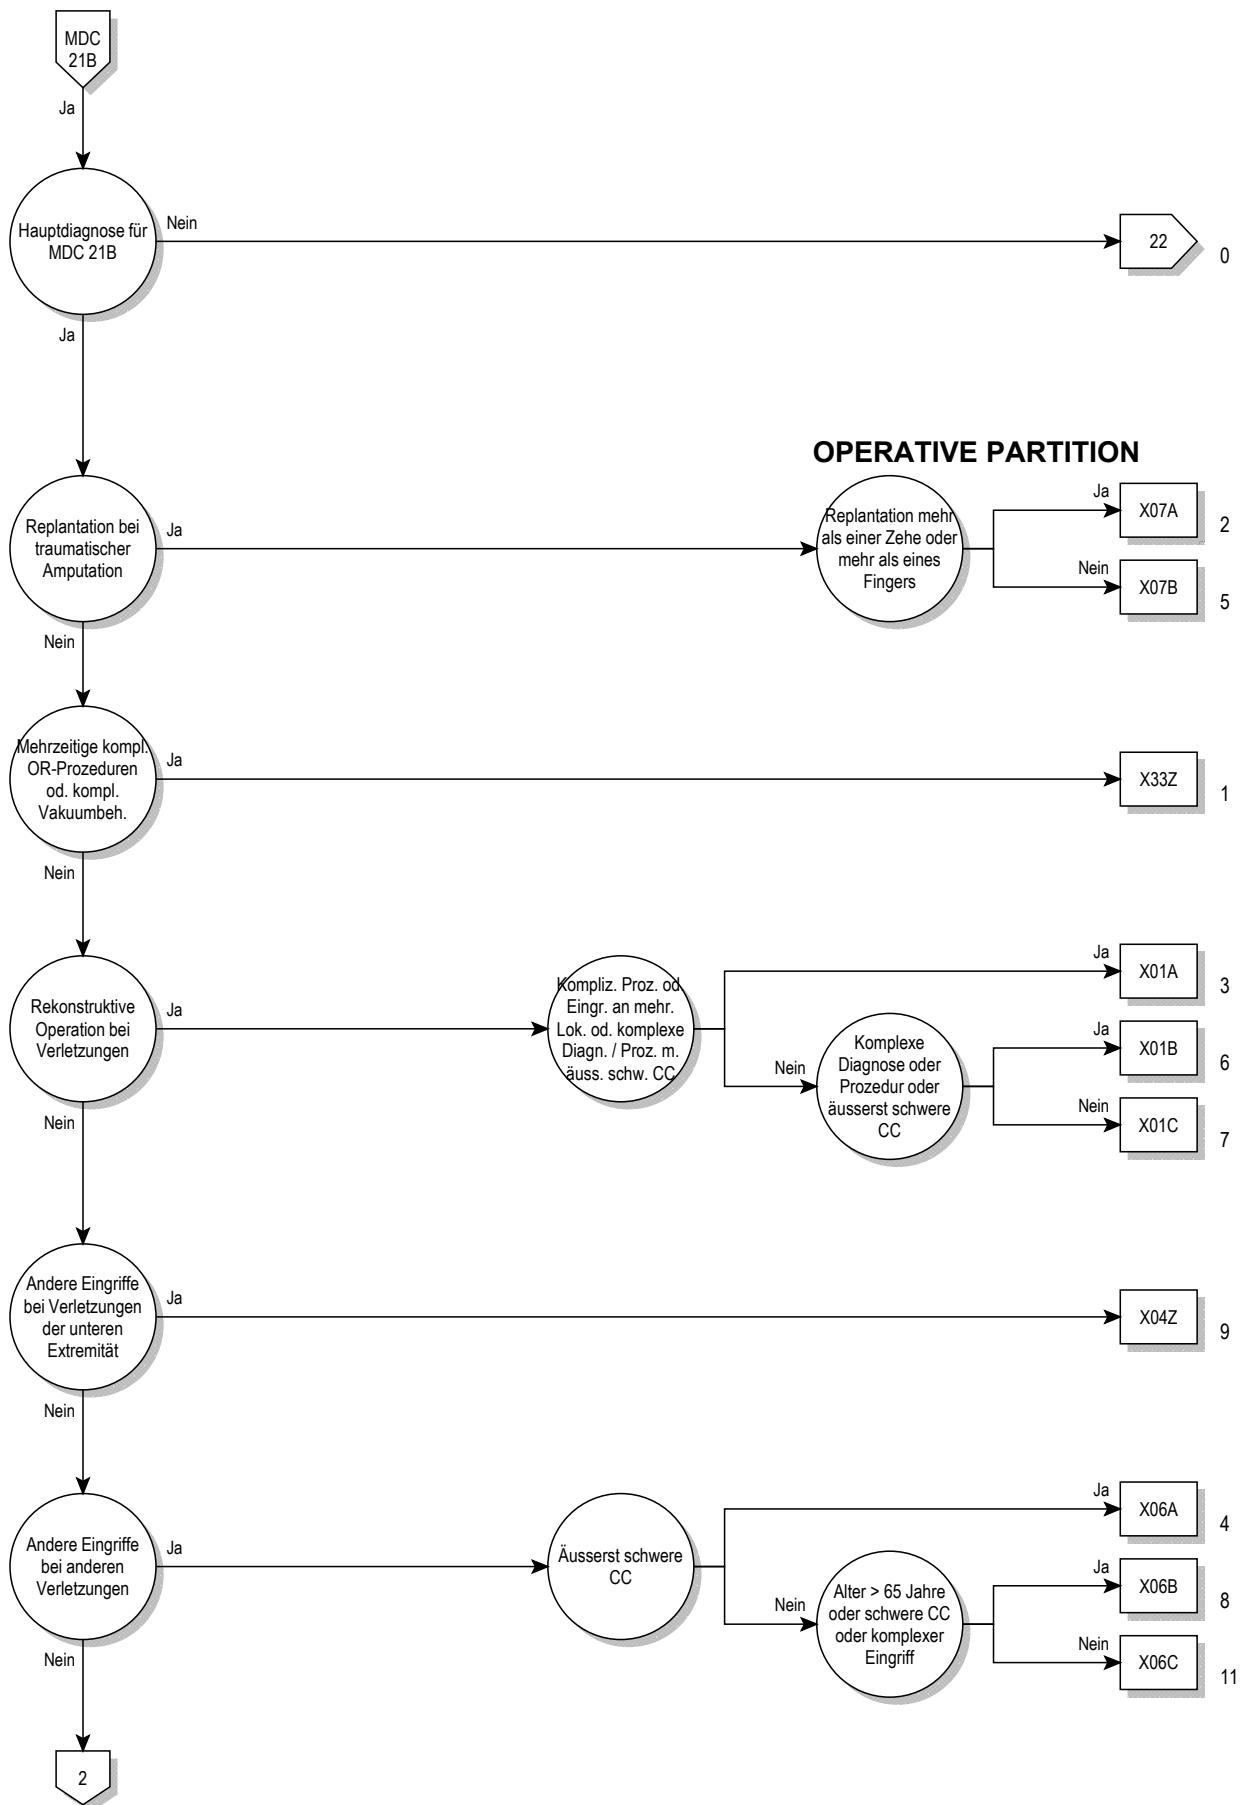 MDC
21B
Ja
Hauptdiagnose für
MDC 21B
Nein
22
0
Ja
OPERATIVE PARTITION
Replantation bei
traumatischer
Amputation
Ja
Replantation mehr
als einer Zehe oder
mehr als eines
Fingers
Ja
X07A
2
Nein
X07B
5
Nein
Mehrzeitige kompl.
OR-Prozeduren
od. kompl.
Vakuumbeh.
Ja
X33Z
1
Nein
Rekonstruktive
Operation bei
Verletzungen
Ja
Kompliz. Proz. od.
Eingr. an mehr.
Lok. od. komplexe
Diagn. / Proz. m.
äuss. schw. CC
Ja
X01A
3
Nein
Komplexe
Diagnose oder
Prozedur oder
äusserst schwere
CC
Ja
X01B
6
Nein
X01C
7
Nein
Andere Eingriffe
bei Verletzungen
der unteren
Extremität
Ja
X04Z
9
Nein
Andere Eingriffe
bei anderen
Verletzungen
Ja
Äusserst schwere
CC
Ja
X06A
4
Nein
Alter > 65 Jahre
oder schwere CC
oder komplexer
Eingriff
Ja
X06B
8
Nein
X06C
11
Nein
2